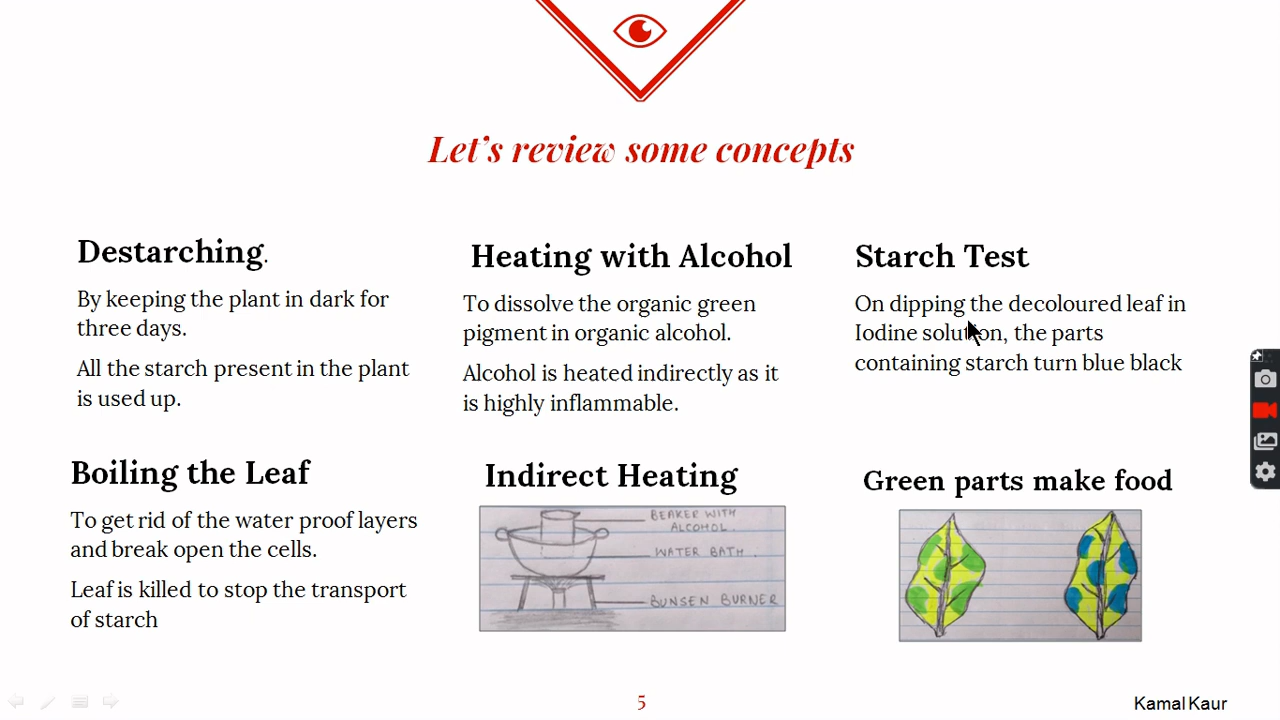 Let's review some concepts
Destarching.
By keeping the plant in dark for
three days.
All the starch present in the plant
is used up.
Heating with Alcohol
To dissolve the organic green
pigment in organic alcohol.
Alcohol is heated indirectly as it
is highly inflammable.
Starch Test
On dipping the decoloured leaf in
Iodine solution, the parts
containing starch turn blue black
Boiling the Leaf
To get rid of the water proof layers
and break open the cells.
Leaf is killed to stop the transport
of starch
Indirect Heating
BEAKER WITH
ALCOHOL.
WATER BATH.
BUNSEN BURNER
Green parts make food
5
Kamal Kaur